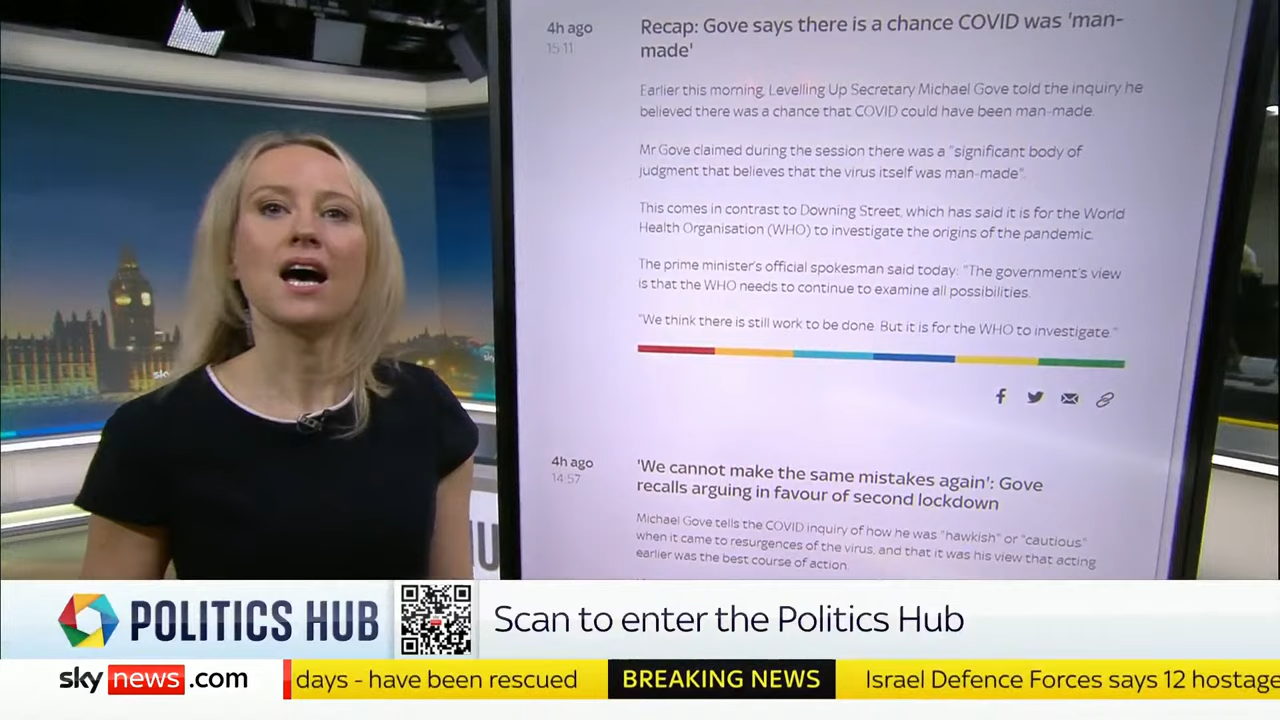 4h ago
15:11
Recap: Gove says there is a chance COVID was 'man-
made'
Earlier this morning, Levelling Up Secretary Michael Gove told the inquiry he
believed there was a chance that COVID could have been man-made.
Mr Gove claimed during the session there was a "significant body of
judgment that believes that the virus itself was man-made".
This comes in contrast to Downing Street, which has said it is for the World
Health Organisation (WHO) to investigate the origins of the pandemic.
The prime minister's official spokesman said today: "The government's view
is that the WHO needs to continue to examine all possibilities.
"We think there is still work to be done. But it is for the WHO to investigate."
4h ago
14:57
'We cannot make the same mistakes again': Gove
recalls arguing in favour of second lockdown
Michael Gove tells the COVID inquiry of how he was "hawkish" or "cautious"
when it came to resurgences of the virus, and that it was his view that acting
earlier was the best course of action.
POLITICS HUB
Scan to enter the Politics Hub
sky news.com
days - have been rescued
BREAKING NEWS
Israel Defence Forces says 12 hostage